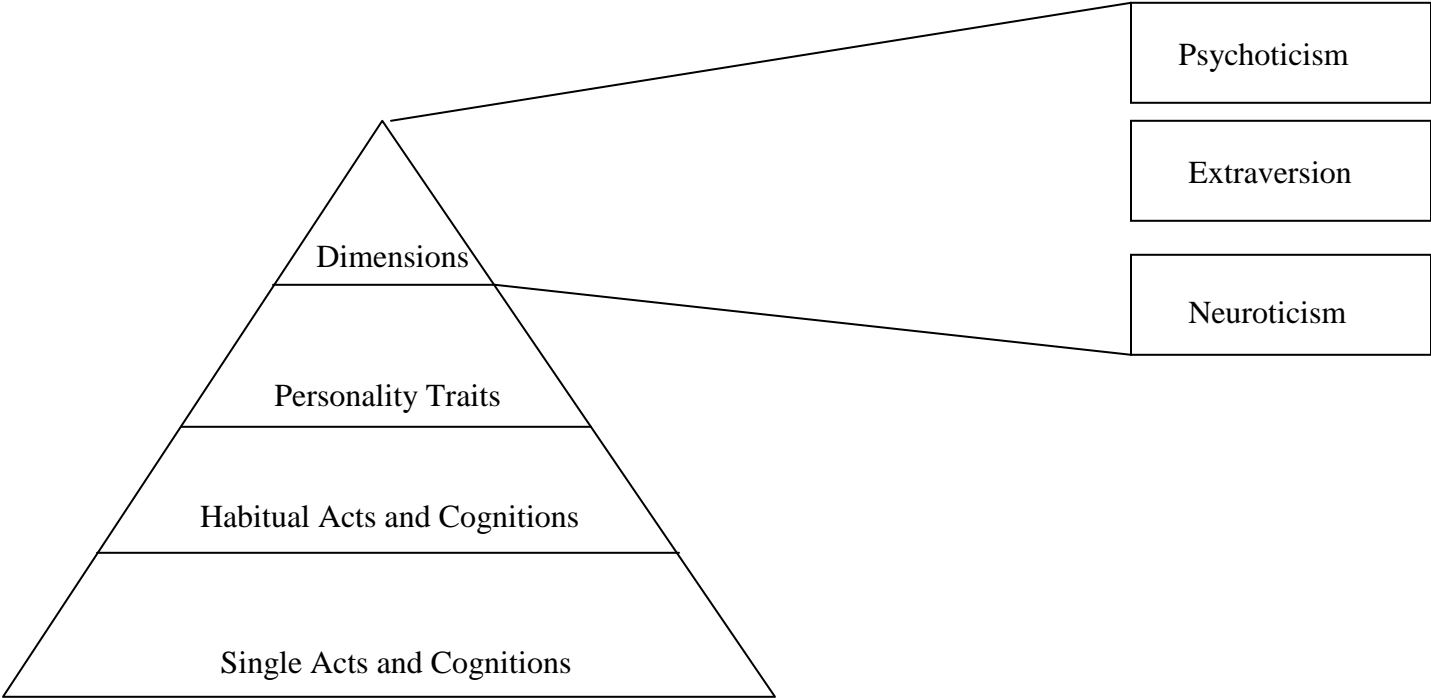 Psychoticism
Extraversion
Dimensions
Neuroticism
Personality Traits
Habitual Acts and Cognitions
Single Acts and Cognitions